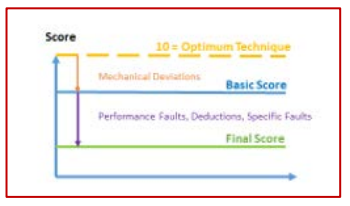 Score
10 = Optimum Technique
Mechanical Deviations
Basic Score
Performance Faults, Deductions, Specific Faults
Final Score